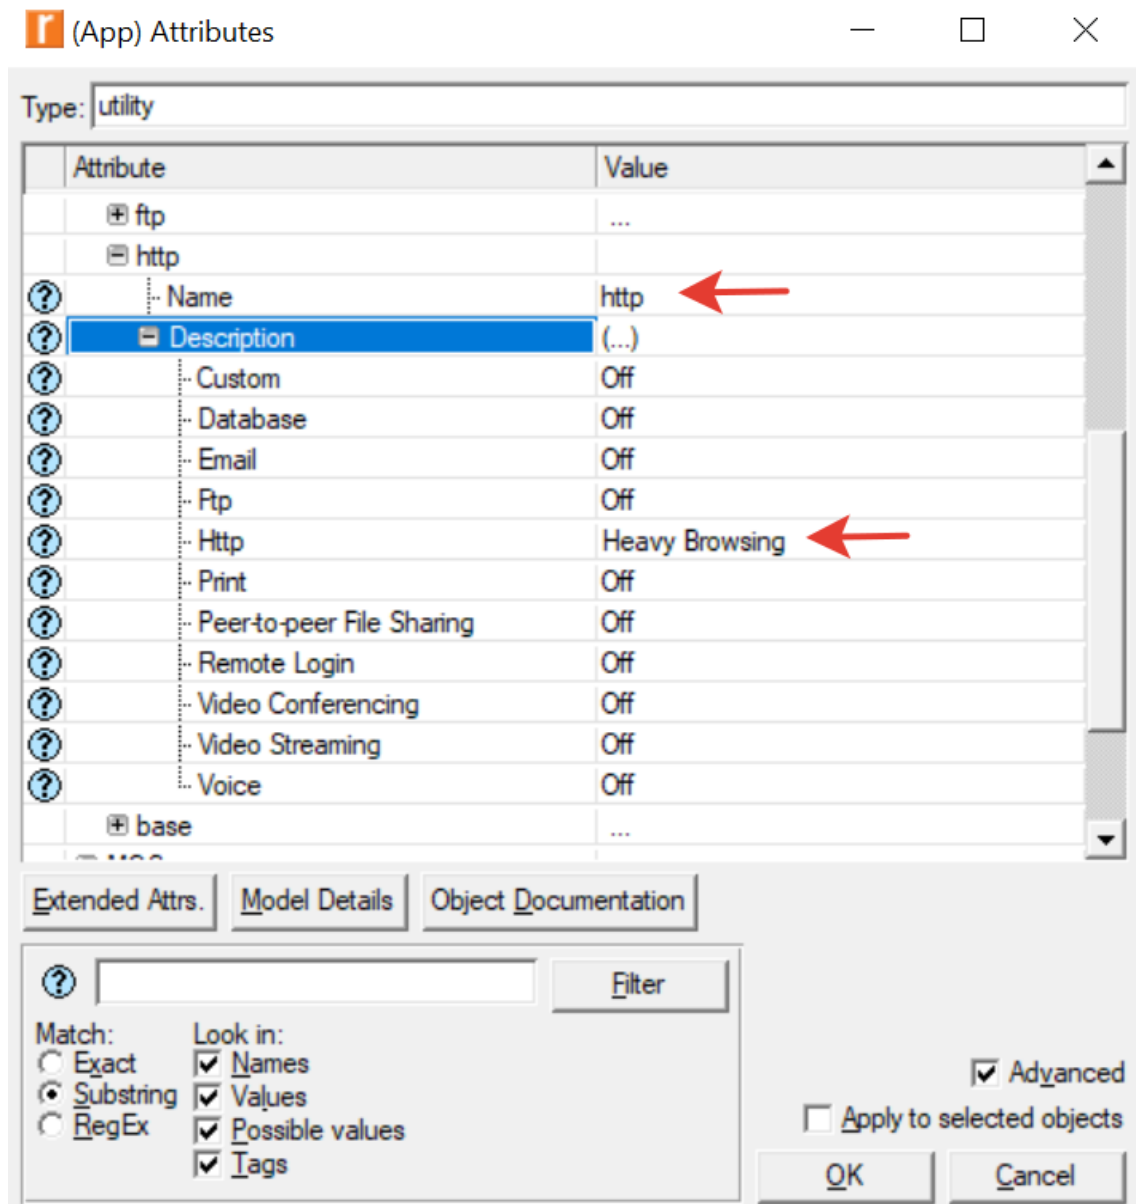 r (App) Attributes
Type: utility
Attribute Value
ftp ...
http
Name http
Description (...)
Custom Off
Database Off
Email Off
Ftp Off
Http Heavy Browsing
Print Off
Peer-to-peer File Sharing Off
Remote Login Off
Video Conferencing Off
Video Streaming Off
Voice Off
base ...
Extended Attrs. Model Details Object Documentation
Filter
Match: Look in:
Exact Names
Substring Values
RegEx Possible values
Tags
Advanced
Apply to selected objects
OK Cancel